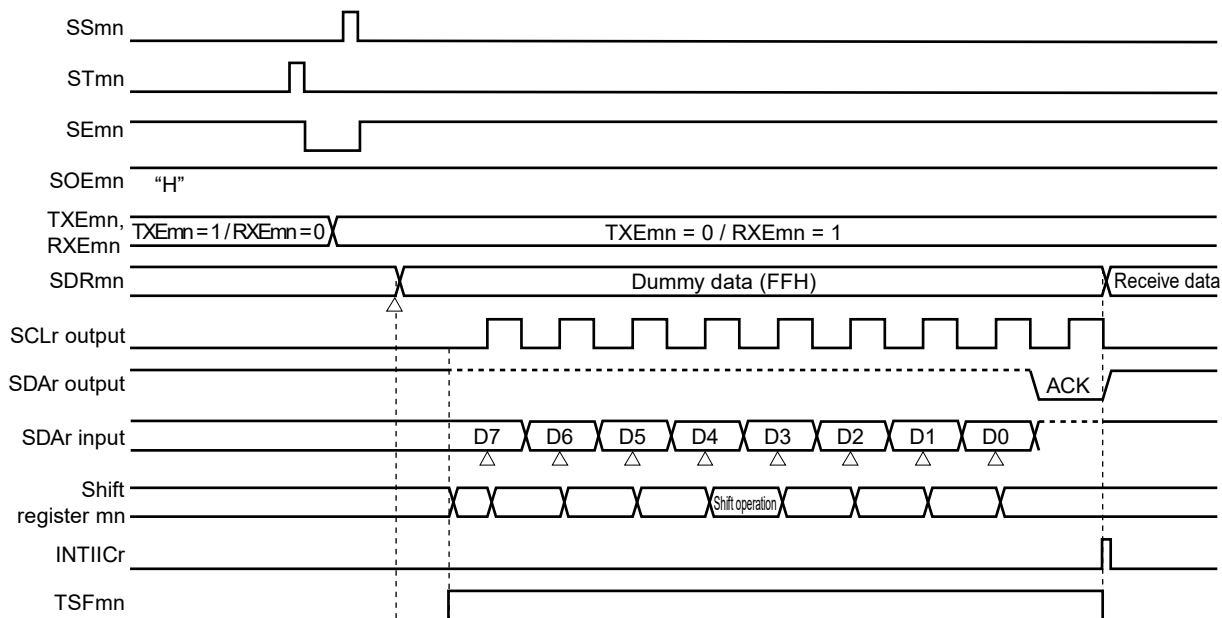 SSmn
STmn
SEmn
SOEmn “H”
TXEmn,
RXEmn
TXEmn = 1 / RXEmn = 0
TXEmn = 0 / RXEmn = 1
SDRmn
Dummy data (FFH)
Receive data
SCLr output
SDAr output
ACK
SDAr input
D7 D6 D5 D4 D3 D2 D1 D0
Shift
register mn
Shift operation
INTIICr
TSFmn